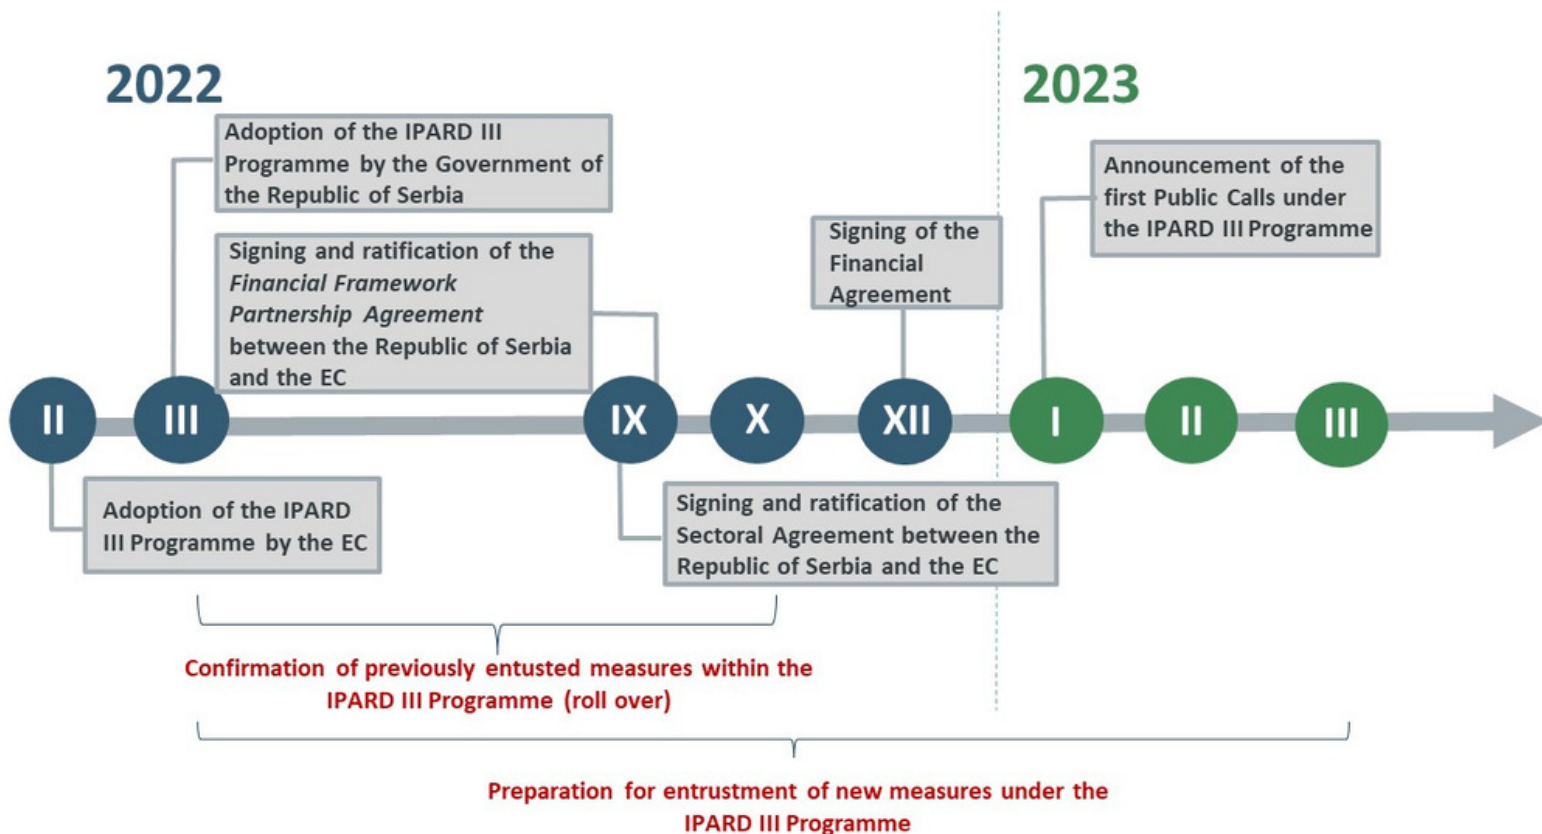 2022
2023
Adoption of the IPARD III
Programme by the Government of
the Republic of Serbia
Signing and ratification of the
Financial Framework
Partnership Agreement
between the Republic of Serbia
and the EC
Signing of the
Financial
Agreement
Announcement of the
first Public Calls under
the IPARD III Programme
II
III
IX
X
XII
I
II
III
Adoption of the IPARD
III Programme by the EC
Signing and ratification of the
Sectoral Agreement between the
Republic of Serbia and the EC
Confirmation of previously entusted measures within the
IPARD III Programme (roll over)
Preparation for entrustment of new measures under the
IPARD III Programme